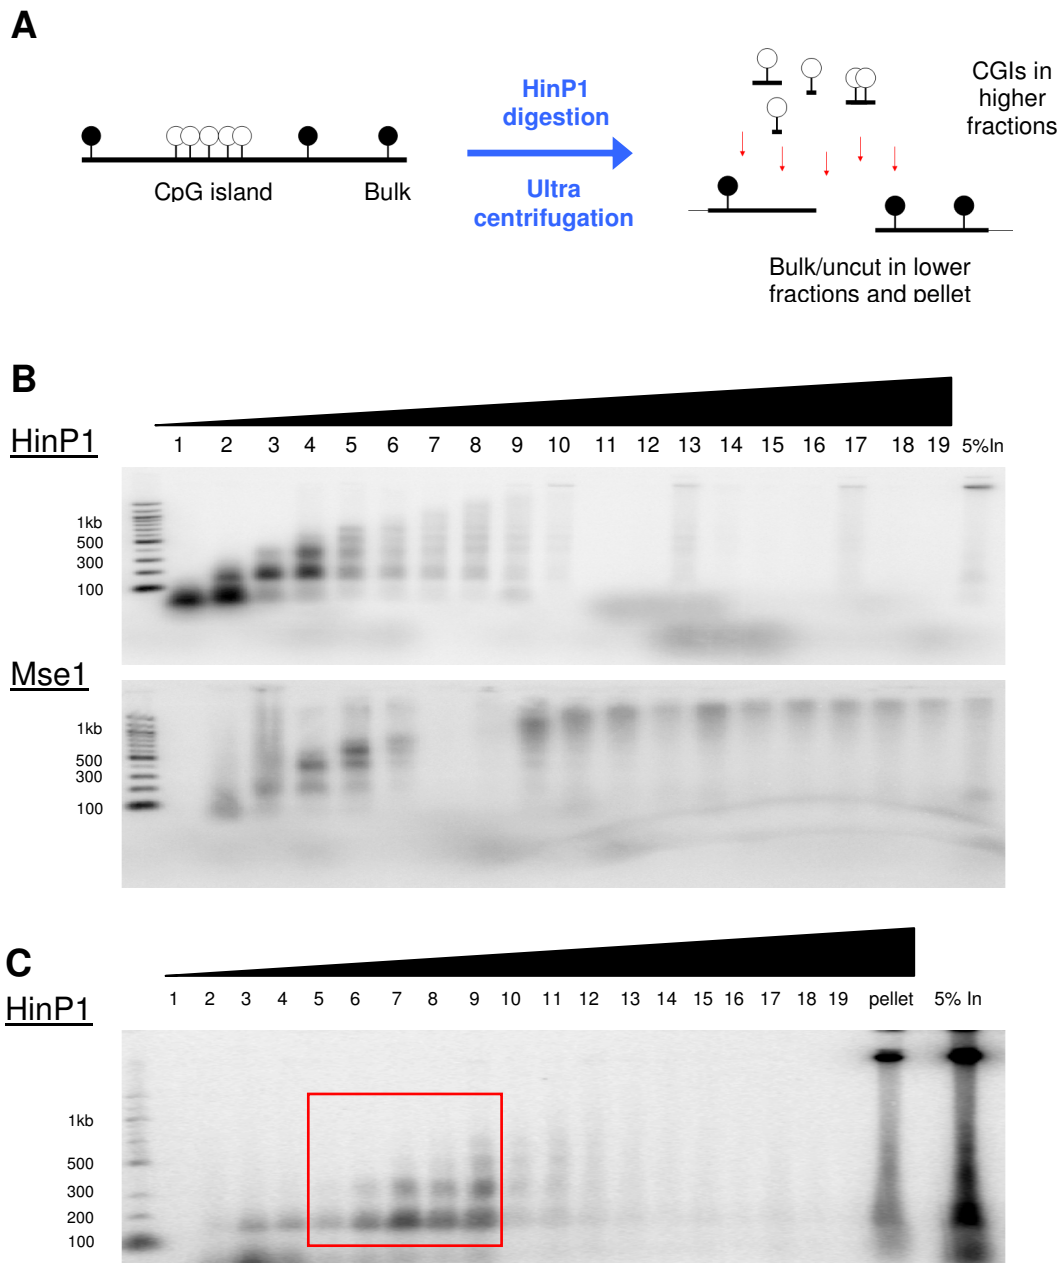 A
HinP1
digestion
Ultra
centrifugation
CGIs in
higher
fractions
CpG island
Bulk
Bulk/uncut in lower
fractions and pellet
B
HinP1
1 2 3 4 5 6 7 8 9 10 11 12 13 14 15 16 17 18 19 5%In
1kb
500
300
100
Mse1
1kb
500
300
100
C
HinP1
1 2 3 4 5 6 7 8 9 10 11 12 13 14 15 16 17 18 19 pellet 5% In
1kb
500
300
200
100